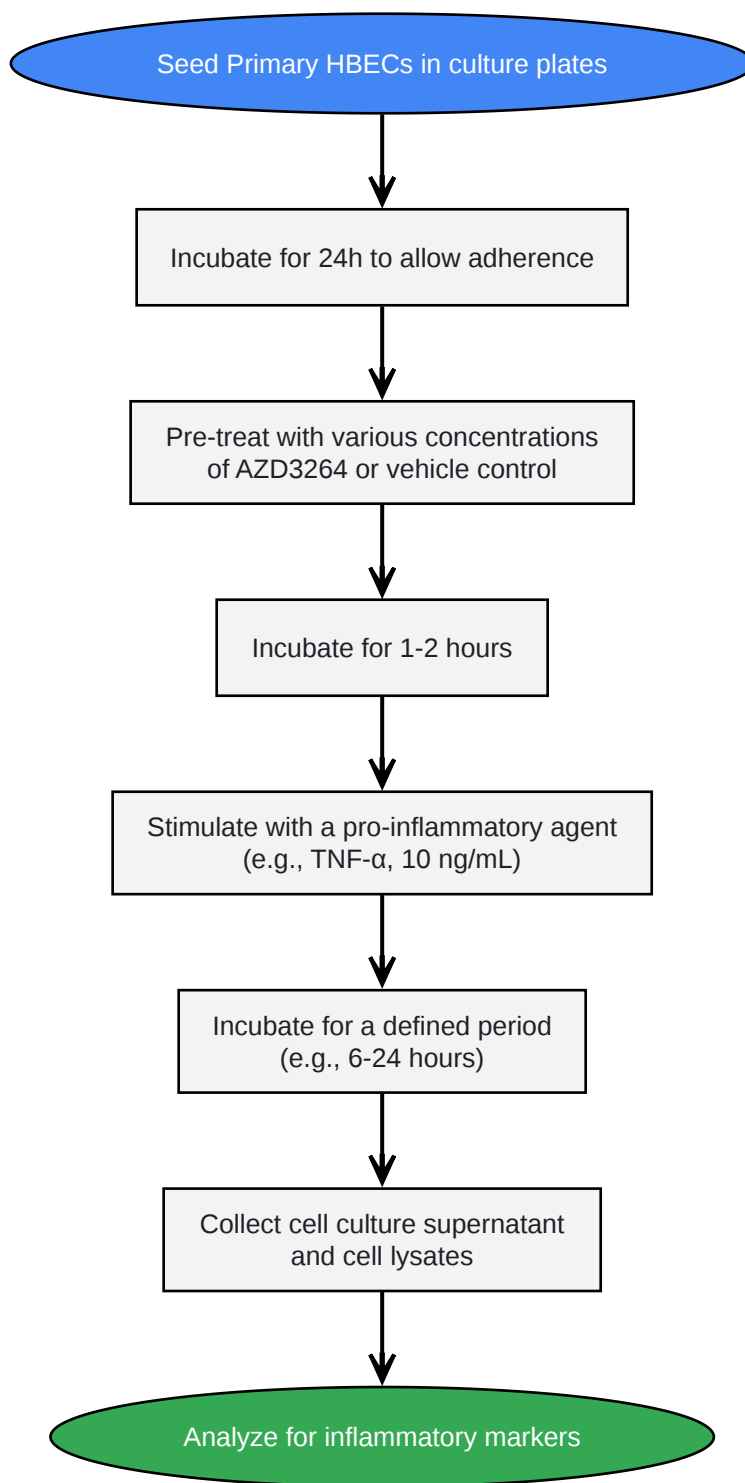 Seed Primary HBECs in culture plates
Incubate for 24h to allow adherence
Pre-treat with various concentrations
of AZD3264 or vehicle control
Incubate for 1-2 hours
Stimulate with a pro-inflammatory agent
(e.g., TNF-α, 10 ng/mL)
Incubate for a defined period
(e.g., 6-24 hours)
Collect cell culture supernatant
and cell lysates
Analyze for inflammatory markers